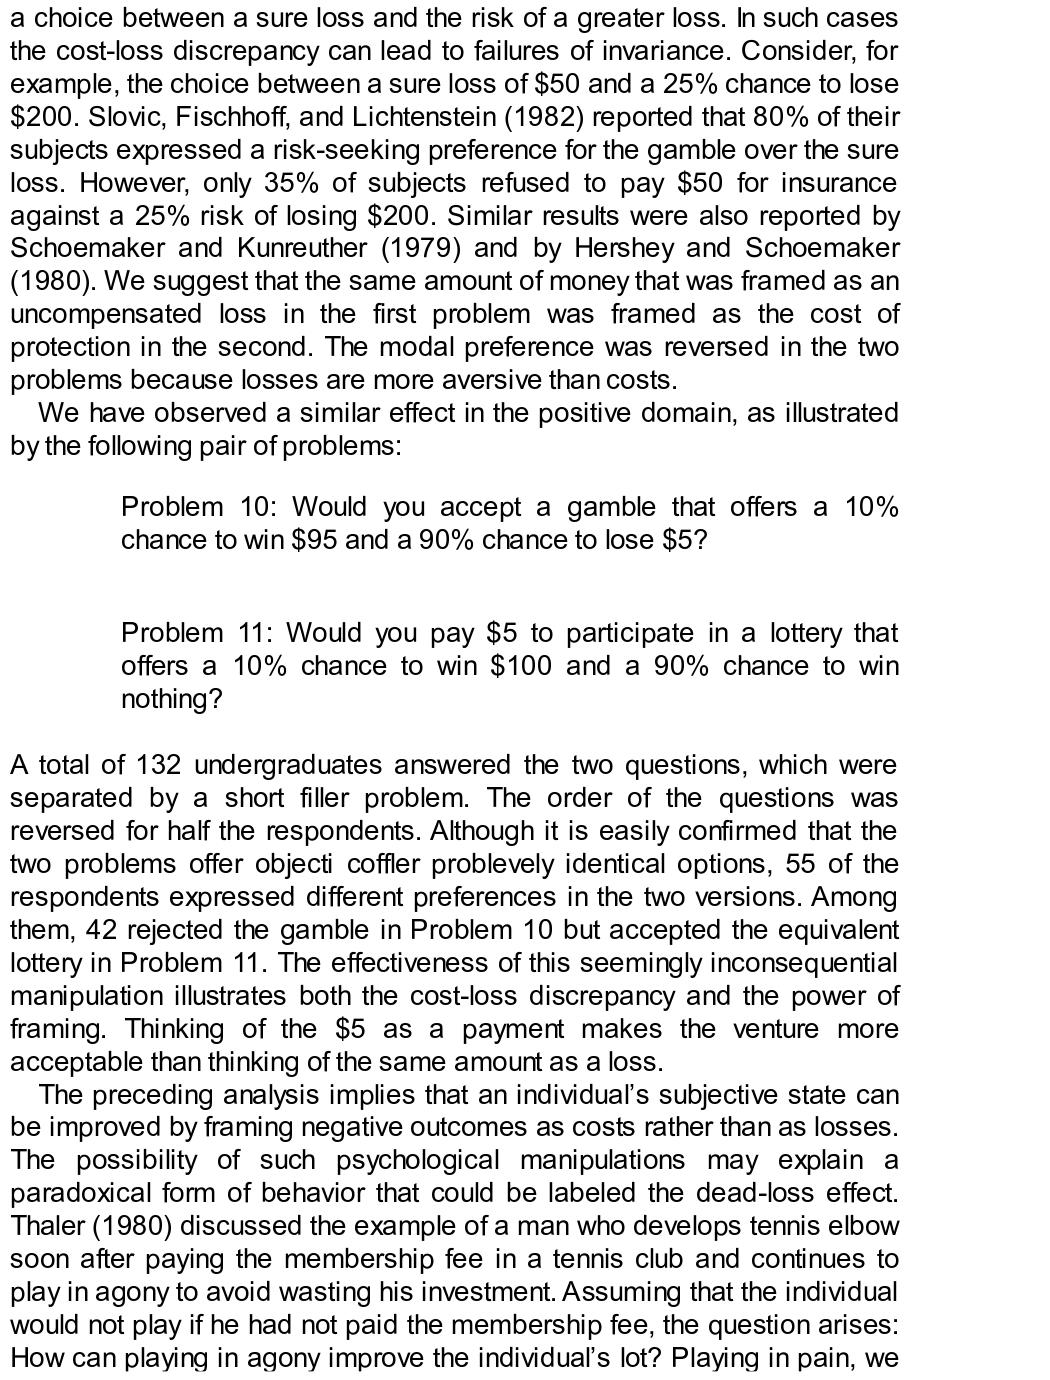 a choice between a sure loss and the risk of a greater loss. In such cases
the cost-loss discrepancy can lead to failures of invariance. Consider, for
example, the choice between a sure loss of $50 and a 25% chance to lose
$200. Slovic, Fischhoff, and Lichtenstein (1982) reported that 80% of their
subjects expressed a risk-seeking preference for the gamble over the sure
loss. However, only 35% of subjects refused to pay $50 for insurance
against a 25% risk of losing $200. Similar results were also reported by
Schoemaker and Kunreuther (1979) and by Hershey and Schoemaker
(1980). We suggest that the same amount of money that was framed as an
uncompensated loss in the first problem was framed as the cost of
protection in the second. The modal preference was reversed in the two
problems because losses are more aversive than costs.
We have observed a similar effect in the positive domain, as illustrated
by the following pair of problems:
Problem 10: Would you accept a gamble that offers a 10%
chance to win $95 and a 90% chance to lose $5?
Problem 11: Would you pay $5 to participate in a lottery that
offers a 10% chance to win $100 and a 90% chance to win
nothing?
A total of 132 undergraduates answered the two questions, which were
separated by a short filler problem. The order of the questions was
reversed for half the respondents. Although it is easily confirmed that the
two problems offer objecti coffler problevely identical options, 55 of the
respondents expressed different preferences in the two versions. Among
them, 42 rejected the gamble in Problem 10 but accepted the equivalent
lottery in Problem 11. The effectiveness of this seemingly inconsequential
manipulation illustrates both the cost-loss discrepancy and the power of
framing. Thinking of the $5 as a payment makes the venture more
acceptable than thinking of the same amount as a loss.
The preceding analysis implies that an individual’s subjective state can
be improved by framing negative outcomes as costs rather than as losses.
The possibility of such psychological manipulations may explain a
paradoxical form of behavior that could be labeled the dead-loss effect.
Thaler (1980) discussed the example of a man who develops tennis elbow
soon after paying the membership fee in a tennis club and continues to
play in agony to avoid wasting his investment. Assuming that the individual
would not play if he had not paid the membership fee, the question arises:
How can playing in agony improve the individual’s lot? Playing in pain, we